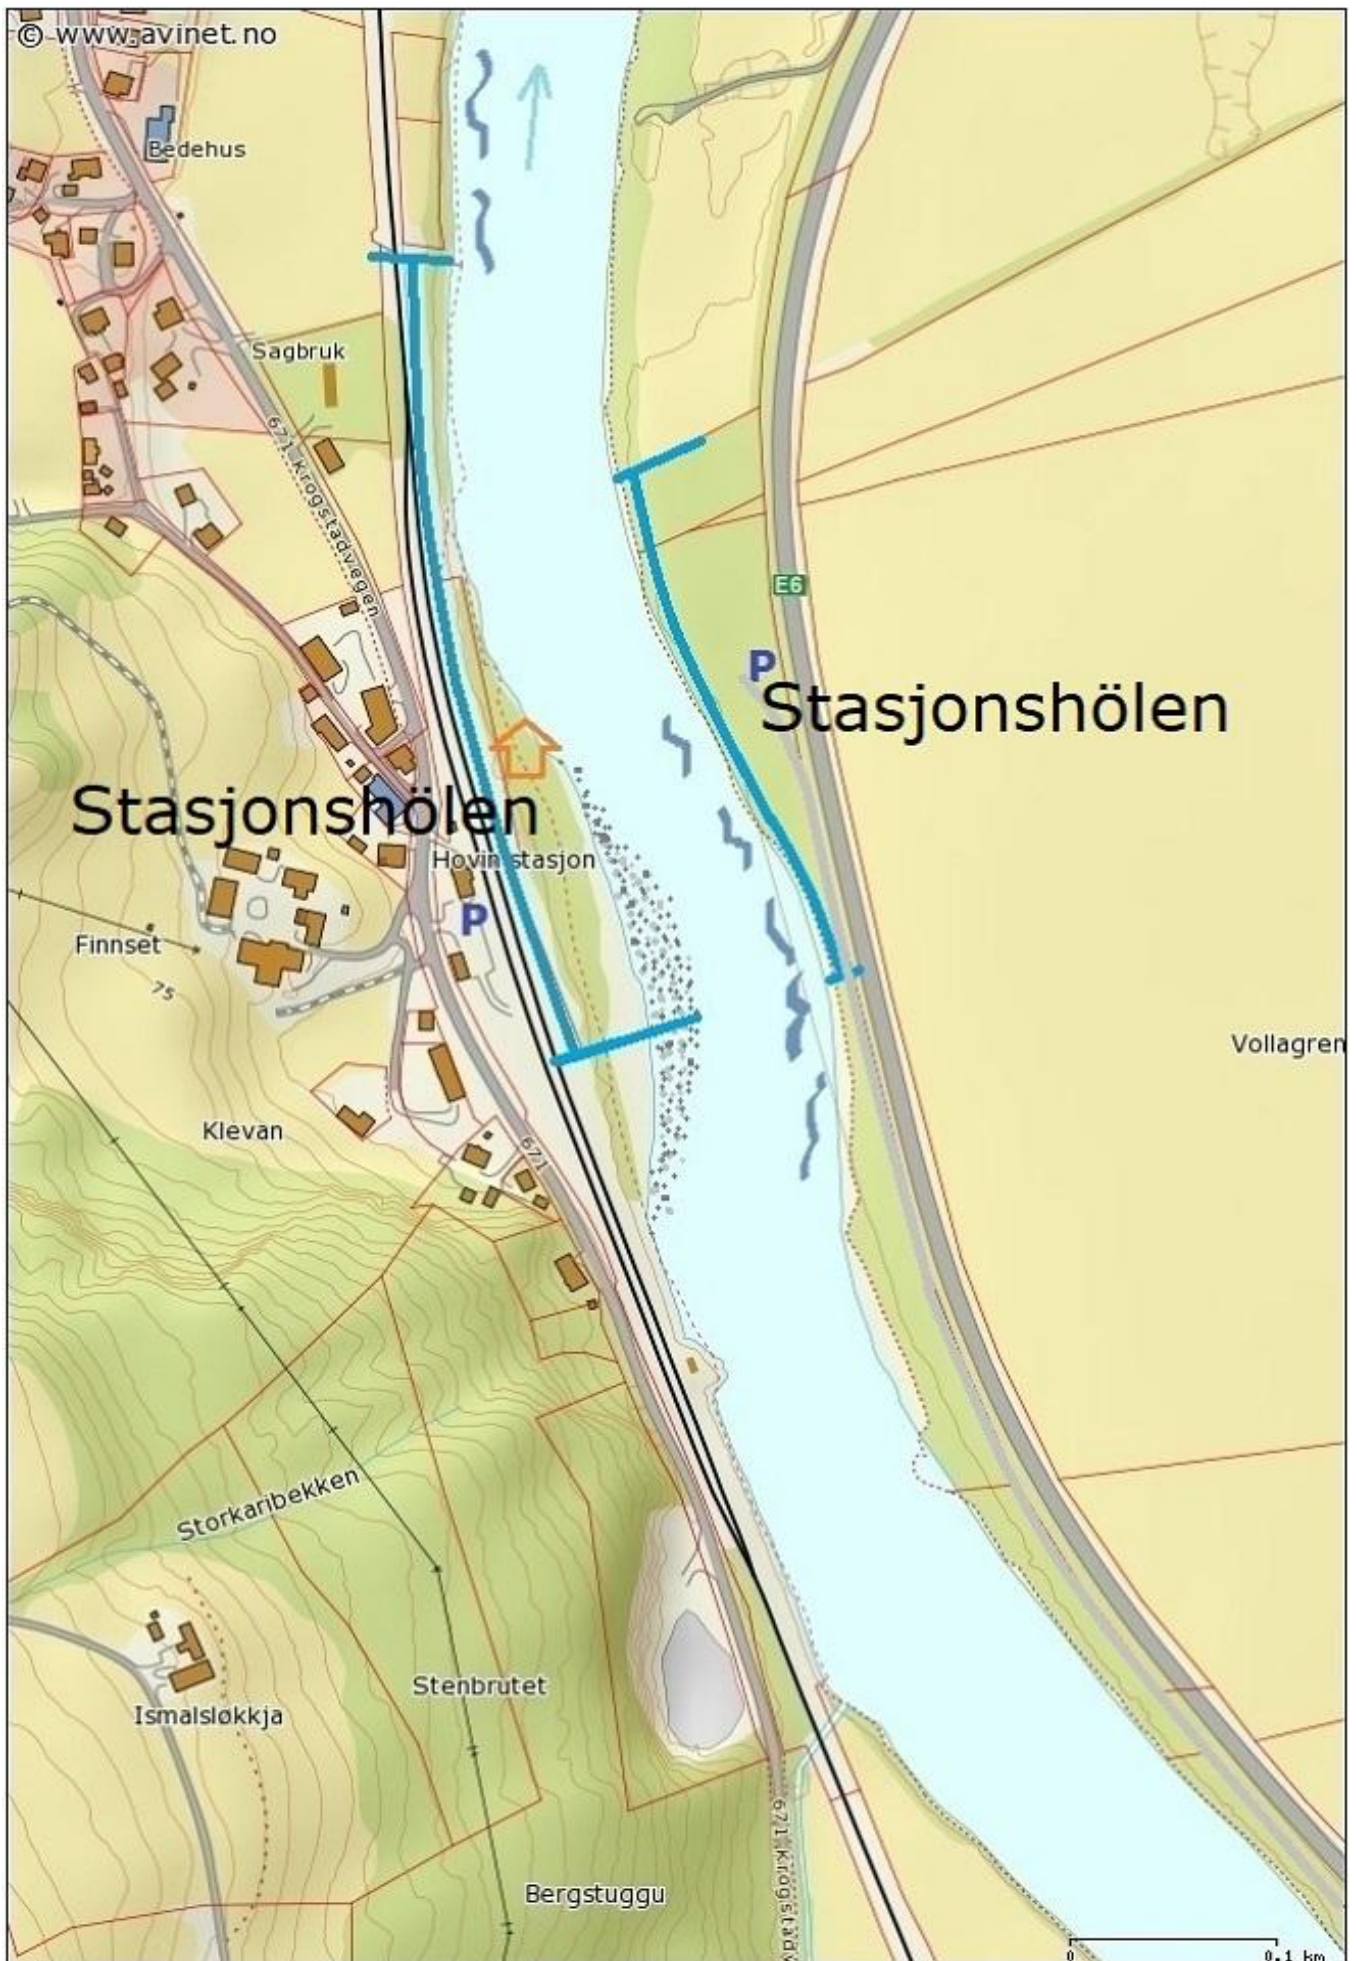 © www.avinet.no
Bedehus
Sagbruk
671 Krogstadvegen
E6
P
Stasjonshölen
Stasjonshölen
Hovin stasjon
P
Finnset
75
Vollagren
Klevan
671
Storkaribekken
Stenbrutet
Ismalsløkkja
671 Krogstadv
Bergstuggu
0 0.1 km